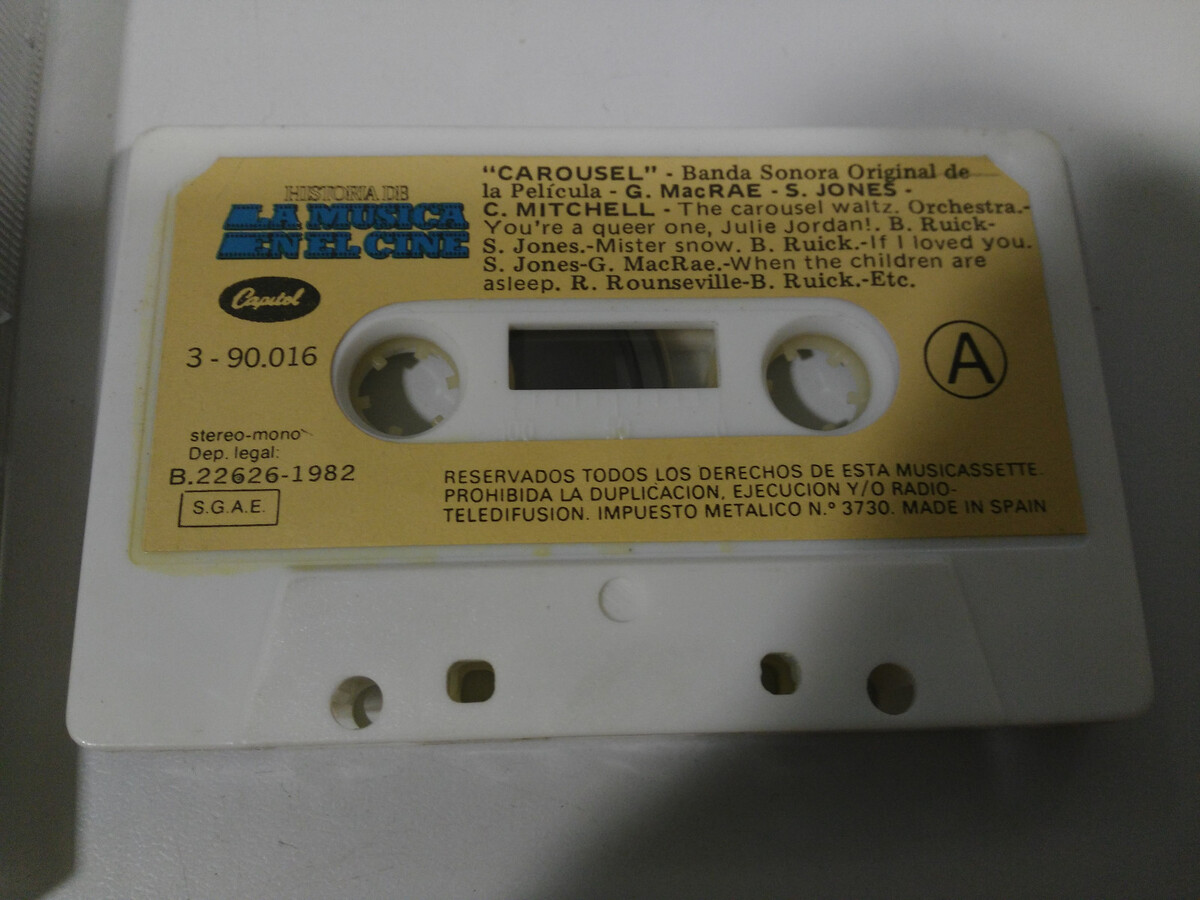 HISTORIA DE
LA MUSICA
EN EL CINE
Capitol
3 - 90.016
stereo-mono
Dep. legal:
B.22626-1982
S.G.A.E.
"CAROUSEL" - Banda Sonora Original de
la Película - G. MacRAE - S. JONES -
C. MITCHELL - The carousel waltz. Orchestra.-
You're a queer one, Julie Jordan!. B. Ruick-
S. Jones.-Mister snow. B. Ruick.-If I loved you.
S. Jones-G. MacRae.-When the children are
asleep. R. Rounseville-B. Ruick.-Etc.
A
RESERVADOS TODOS LOS DERECHOS DE ESTA MUSICASSETTE.
PROHIBIDA LA DUPLICACION, EJECUCION Y/O RADIO-
TELEDIFUSION. IMPUESTO METALICO N.º 3730. MADE IN SPAIN